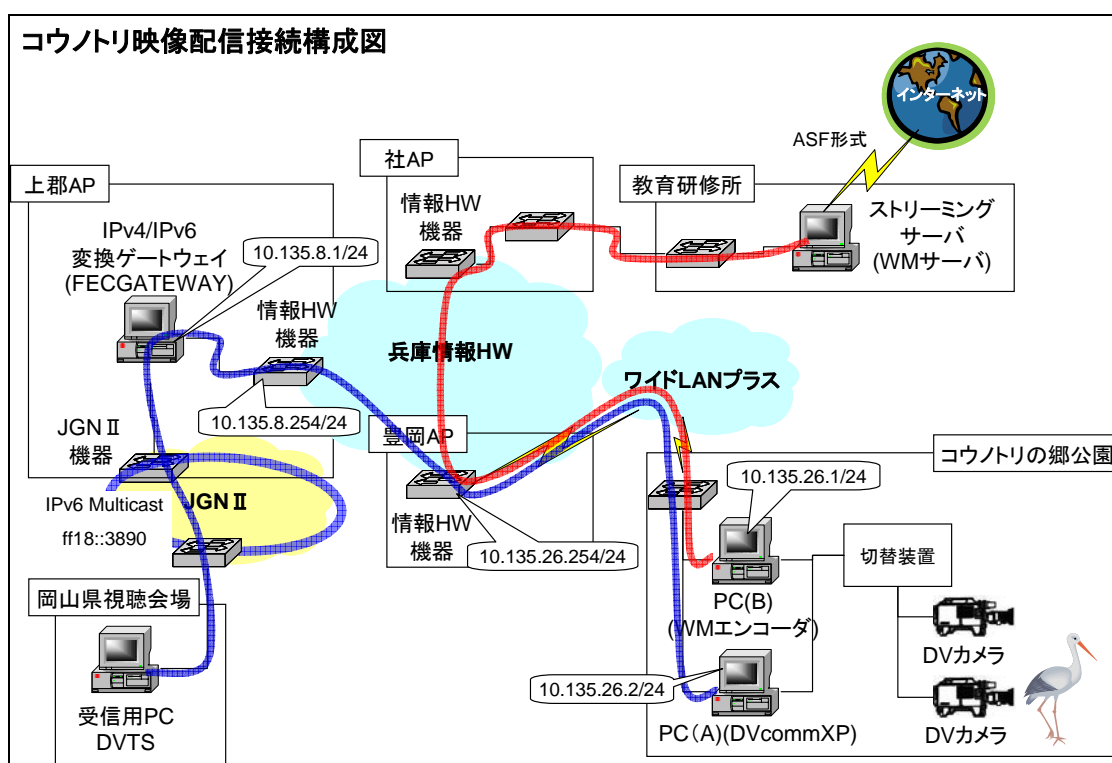 コウノトリ映像配信接続構成図
インターネット
ASF形式
社AP
上郡AP
教育研修所
情報HW
機器
ストリーミング
サーバ
(WMサーバ)
IPv4/IPv6
変換ゲートウェイ
(FECGATEWAY)
10.135.8.1/24
情報HW
機器
兵庫情報HW
ワイドLANプラス
10.135.8.254/24
JGNⅡ
機器
豊岡AP
コウノトリの郷公園
10.135.26.1/24
IPv6 Multicast
JGNⅡ
ff18::3890
情報HW
機器
10.135.26.254/24
切替装置
岡山県視聴会場
PC(B)
(WMエンコーダ)
DVカメラ
10.135.26.2/24
受信用PC
DVTS
PC(A)(DVcommXP)
DVカメラ